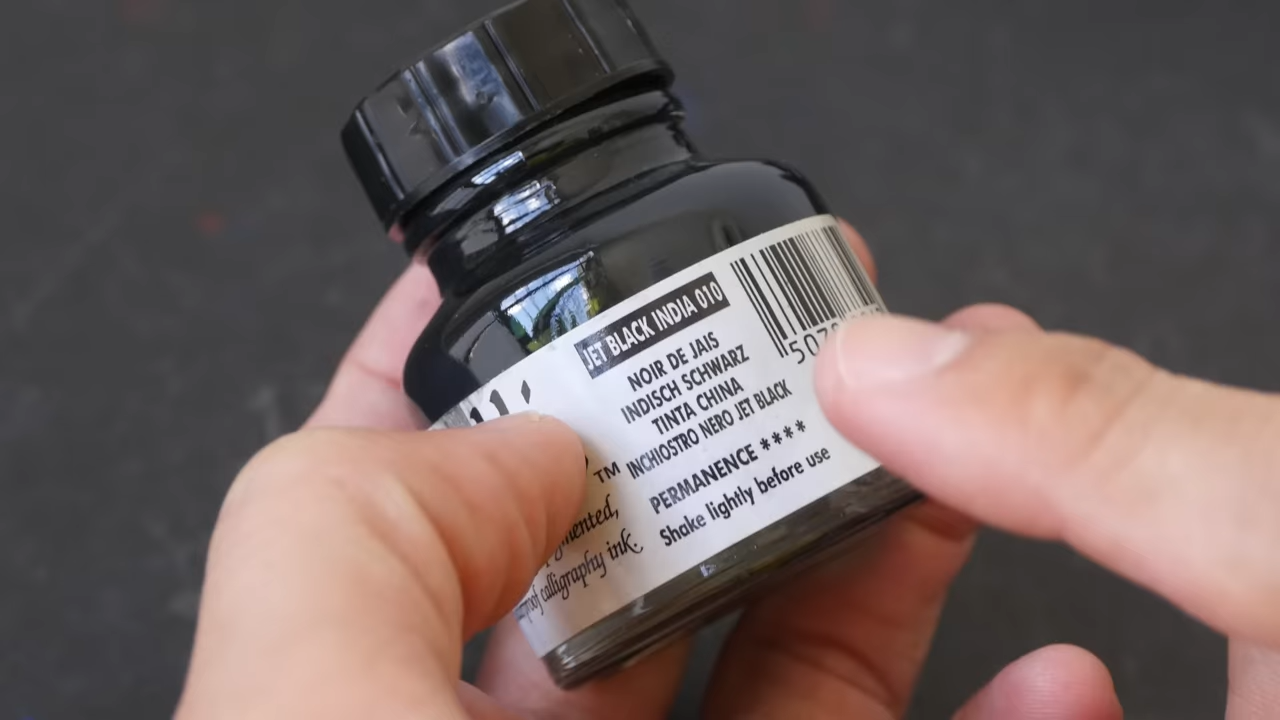 JET BLACK INDIA 010
NOIR DE JAIS
INDISCH SCHWARZ
TINTA CHINA
INCHIOSTRO NERO JET BLACK
PERMANENCE ****
Shake lightly before use
TM
calligraphy ink.